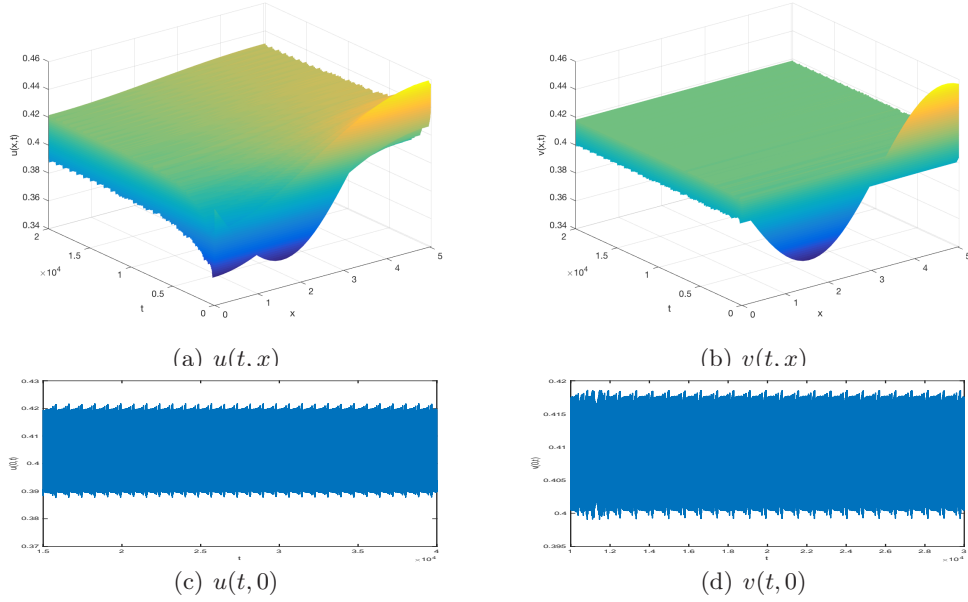 0.46 0.46
0.44 0.44
0.42 0.42
0.4 0.4
0.38 0.38
0.36 0.36
0.34 0.34
u(x,t) v(x,t)
2 1.5 1 0.5 0 2 1.5 1 0.5 0
×10⁴ ×10⁴
t t
0 1 2 3 4 5 0 1 2 3 4 5
x x
(a) u(t, x) (b) v(t, x)
0.43 0.42
0.42 0.415
0.41 0.41
0.4 0.405
0.39 0.4
0.38 0.395
0.37
u(0,t) v(0,t)
1.5 2 2.5 3 3.5 4 1 1.2 1.4 1.6 1.8 2 2.2 2.4 2.6 2.8 3
t t
×10⁴ ×10⁴
(c) u(t, 0) (d) v(t, 0)